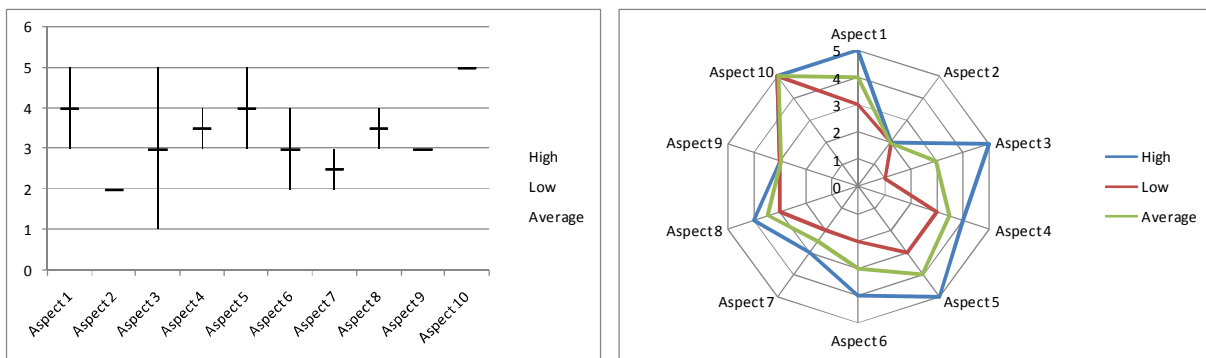 6
5
4
3
2
1
0
Aspect 1
Aspect 2
Aspect 3
Aspect 4
Aspect 5
Aspect 6
Aspect 7
Aspect 8
Aspect 9
Aspect 10
High
Low
Average
Aspect 1
Aspect 2
Aspect 3
Aspect 4
Aspect 5
Aspect 6
Aspect 7
Aspect 8
Aspect 9
Aspect 10
5
4
3
2
1
0
High
Low
Average